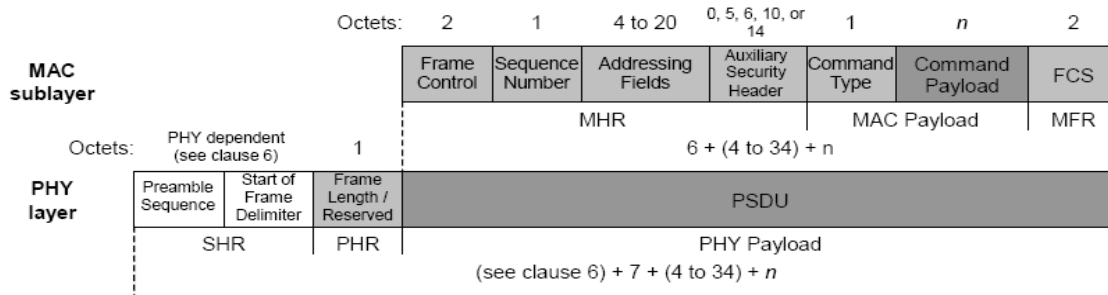 Octets: 2 1 4 to 20 0, 5, 6, 10, or 14 1 n 2
MAC sublayer
Frame Control
Sequence Number
Addressing Fields
Auxiliary Security Header
Command Type
Command Payload
FCS
MHR MAC Payload MFR
Octets: PHY dependent (see clause 6) 1 6 + (4 to 34) + n
PHY layer
Preamble Sequence
Start of Frame Delimiter
Frame Length / Reserved
PSDU
SHR PHR PHY Payload
(see clause 6) + 7 + (4 to 34) + n